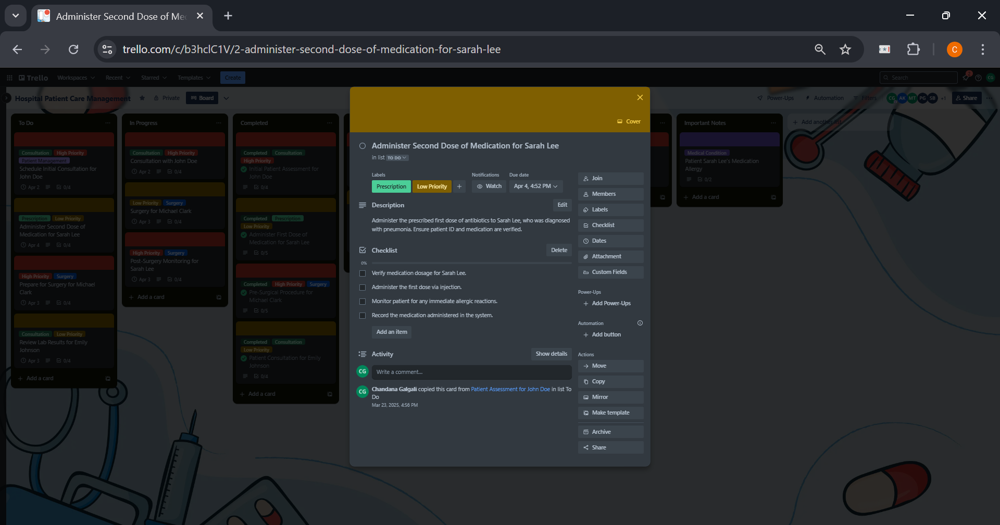 Administer Second Dose of Me
trello.com/c/b3hclC1V/2-administer-second-dose-of-medication-for-sarah-lee
C
Trello
Workspaces
Recent
Starred
Templates
Create
Search
2
CG
Hospital Patient Care Management
Private
Board
Power-Ups
Automation
Filters
CG
AK
MT
PG
SB
+1
Share
To Do
Consultation High Priority
Patient Management
Schedule Initial Consultation for
John Doe
Apr 2
0/4
Prescription Low Priority
Administer Second Dose of
Medication for Sarah Lee
Apr 4
0/4
High Priority Surgery
Prepare for Surgery for Michael
Clark
Apr 3
0/4
Consultation Low Priority
Review Lab Results for Emily
Johnson
Apr 3
0/4
Add a card
In Progress
Consultation High Priority
Consultation with John Doe
Apr 2
0/4
Low Priority Surgery
Surgery for Michael Clark
Apr 3
0/4
High Priority Surgery
Post-Surgery Monitoring for
Sarah Lee
Apr 3
0/4
Add a card
Completed
Completed Consultation
High Priority
Initial Patient Assessment for
John Doe
0/4
Completed Prescription
Low Priority
Administer First Dose of
Medication for Sarah Lee
0/5
Completed High Priority Surgery
Pre-Surgical Procedure for
Michael Clark
0/5
Completed Consultation
Low Priority
Patient Consultation for Emily
Johnson
0/4
Add a card
Cover
Administer Second Dose of Medication for Sarah Lee
in list TO DO
Labels
Prescription
Low Priority
Notifications
Watch
Due date
Apr 4, 4:52 PM
Description
Edit
Administer the prescribed first dose of antibiotics to Sarah Lee, who was diagnosed
with pneumonia. Ensure patient ID and medication are verified.
Checklist
Delete
0%
Verify medication dosage for Sarah Lee.
Administer the first dose via injection.
Monitor patient for any immediate allergic reactions.
Record the medication administered in the system.
Add an item
Activity
Show details
CG
Write a comment...
CG
Chandana Galgali copied this card from Patient Assessment for John Doe in list To
Do
Mar 23, 2025, 4:56 PM
Join
Members
Labels
Checklist
Dates
Attachment
Custom Fields
Power-Ups
Add Power-Ups
Automation
Add button
Actions
Move
Copy
Mirror
Make template
Archive
Share
Important Notes
Medical Condition
Patient Sarah Lee's Medication
Allergy
0/2
Add a card
Add another list